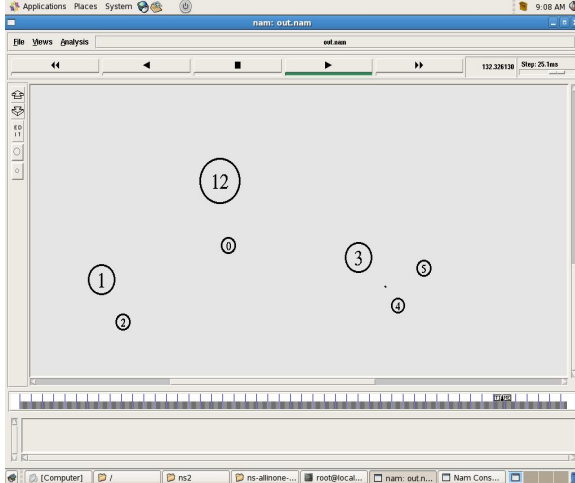 Applications Places System 9:08 AM
nam: out.nam
File Views Analysis out.nam
132.326130 Step: 25.1ms
12
0
3
5
1
4
2
TIME
[Computer] / ns2 ns-allinone-... root@local... nam: out.n... Nam Cons...